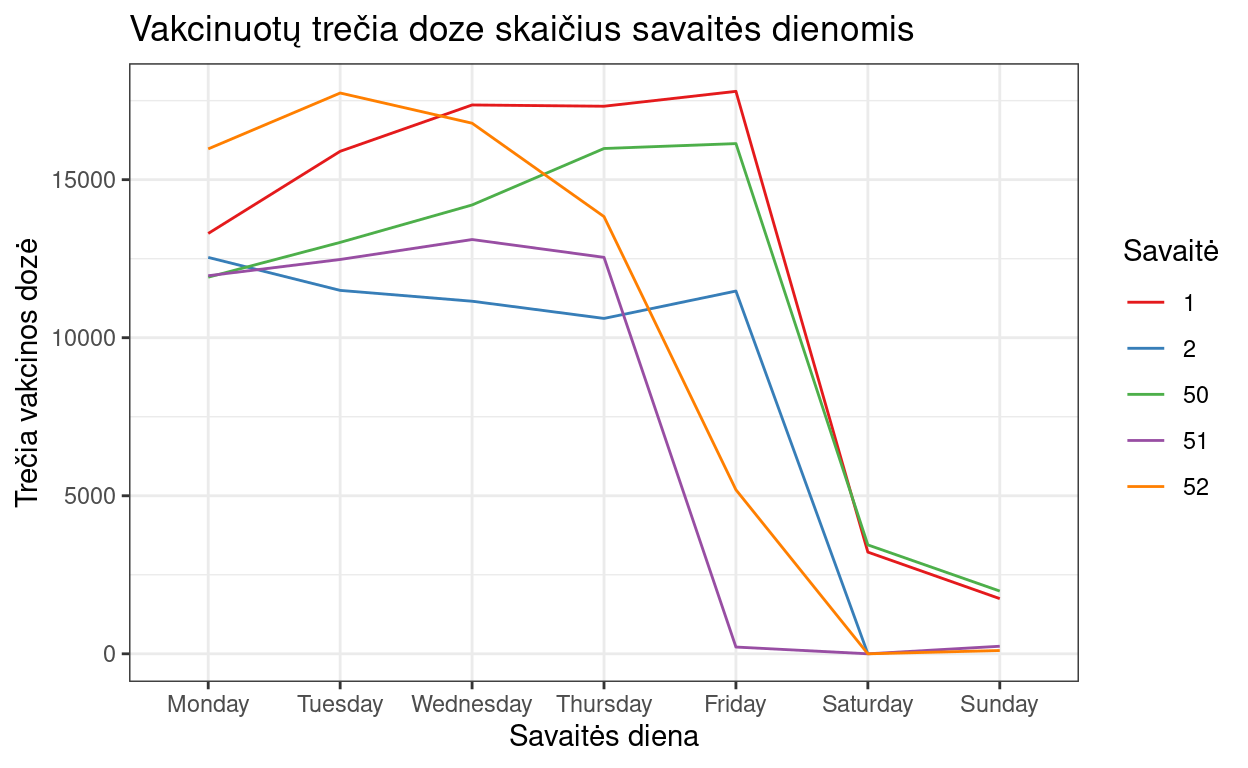 Vakcinuotų trečia doze skaičius savaitės dienomis
Trečia vakcinos dozė
15000
10000
5000
0
Monday Tuesday Wednesday Thursday Friday Saturday Sunday
Savaitės diena
Savaitė
1
2
50
51
52